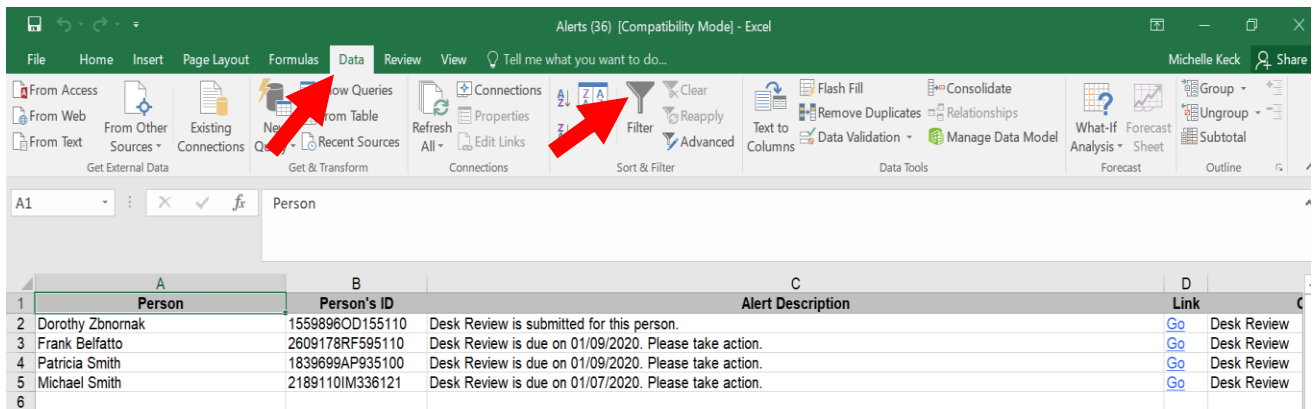 Alerts (36) [Compatibility Mode] - Excel
File Home Insert Page Layout Formulas Data Review View Tell me what you want to do... Michelle Keck Share
From Access
From Web
From Text
From Other
Sources
Existing
Connections
Get External Data
Queries
From Table
Recent Sources
Get & Transform
Refresh
All
Connections
Properties
Edit Links
Connections
Filter
Clear
Reapply
Advanced
Sort & Filter
Text to
Columns
Flash Fill
Remove Duplicates
Data Validation
Consolidate
Relationships
Manage Data Model
Data Tools
What-If
Analysis
Forecast
Sheet
Forecast
Group
Ungroup
Subtotal
Outline
A1 fx Person
A B C D
1 Person Person's ID Alert Description Link
2 Dorothy Zbnornak 1559896OD155110 Desk Review is submitted for this person. Go Desk Review
3 Frank Belfatto 2609178RF595110 Desk Review is due on 01/09/2020. Please take action. Go Desk Review
4 Patricia Smith 1839699AP935100 Desk Review is due on 01/09/2020. Please take action. Go Desk Review
5 Michael Smith 2189110IM336121 Desk Review is due on 01/07/2020. Please take action. Go Desk Review
6